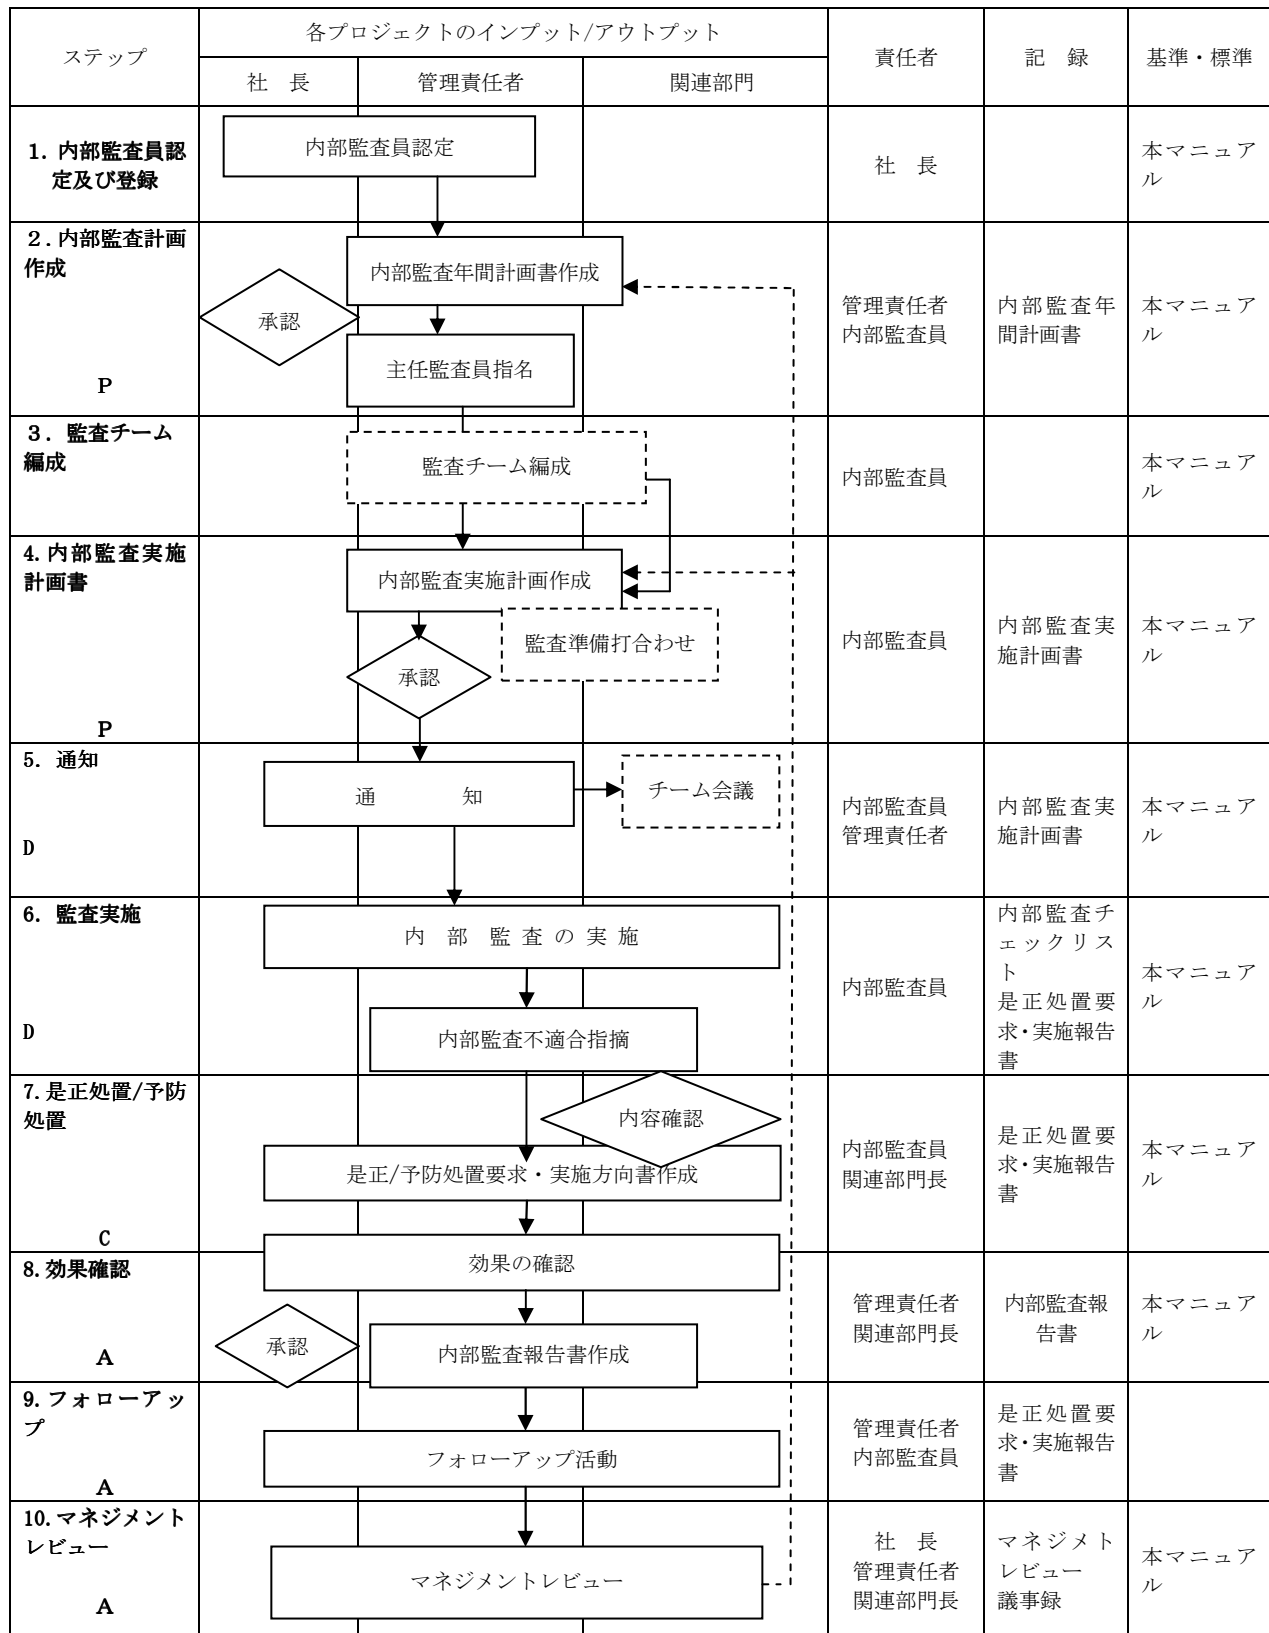 ステップ
各プロジェクトのインプット/アウトプット
社　長
管理責任者
関連部門
責任者
記　録
基準・標準
1. 内部監査員認
定及び登録
内部監査員認定
社　長
本マニュア
ル
２.内部監査計画
作成
P
内部監査年間計画書作成
承認
主任監査員指名
管理責任者
内部監査員
内部監査年
間計画書
本マニュア
ル
３. 監査チーム
編成
監査チーム編成
内部監査員
本マニュア
ル
4.内部監査実施
計画書
P
内部監査実施計画作成
監査準備打合わせ
承認
内部監査員
内部監査実
施計画書
本マニュア
ル
5. 通知
D
通　　　　知
チーム会議
内部監査員
管理責任者
内部監査実
施計画書
本マニュア
ル
6. 監査実施
D
内　部　監 査 の 実 施
内部監査不適合指摘
内部監査員
内部監査チ
ェックリス
ト
是正処置要
求・実施報告
書
本マニュア
ル
7.是正処置/予防
処置
C
内容確認
是正/予防処置要求・実施方向書作成
内部監査員
関連部門長
是正処置要
求・実施報告
書
本マニュア
ル
効果の確認
8.効果確認
A
承認
内部監査報告書作成
管理責任者
関連部門長
内部監査報
告書
本マニュア
ル
9.フォローアッ
プ
A
フォローアップ活動
管理責任者
内部監査員
是正処置要
求・実施報告
書
10.マネジメント
レビュー
A
マネジメントレビュー
社　長
管理責任者
関連部門長
マネジメト
レビュー
議事録
本マニュア
ル